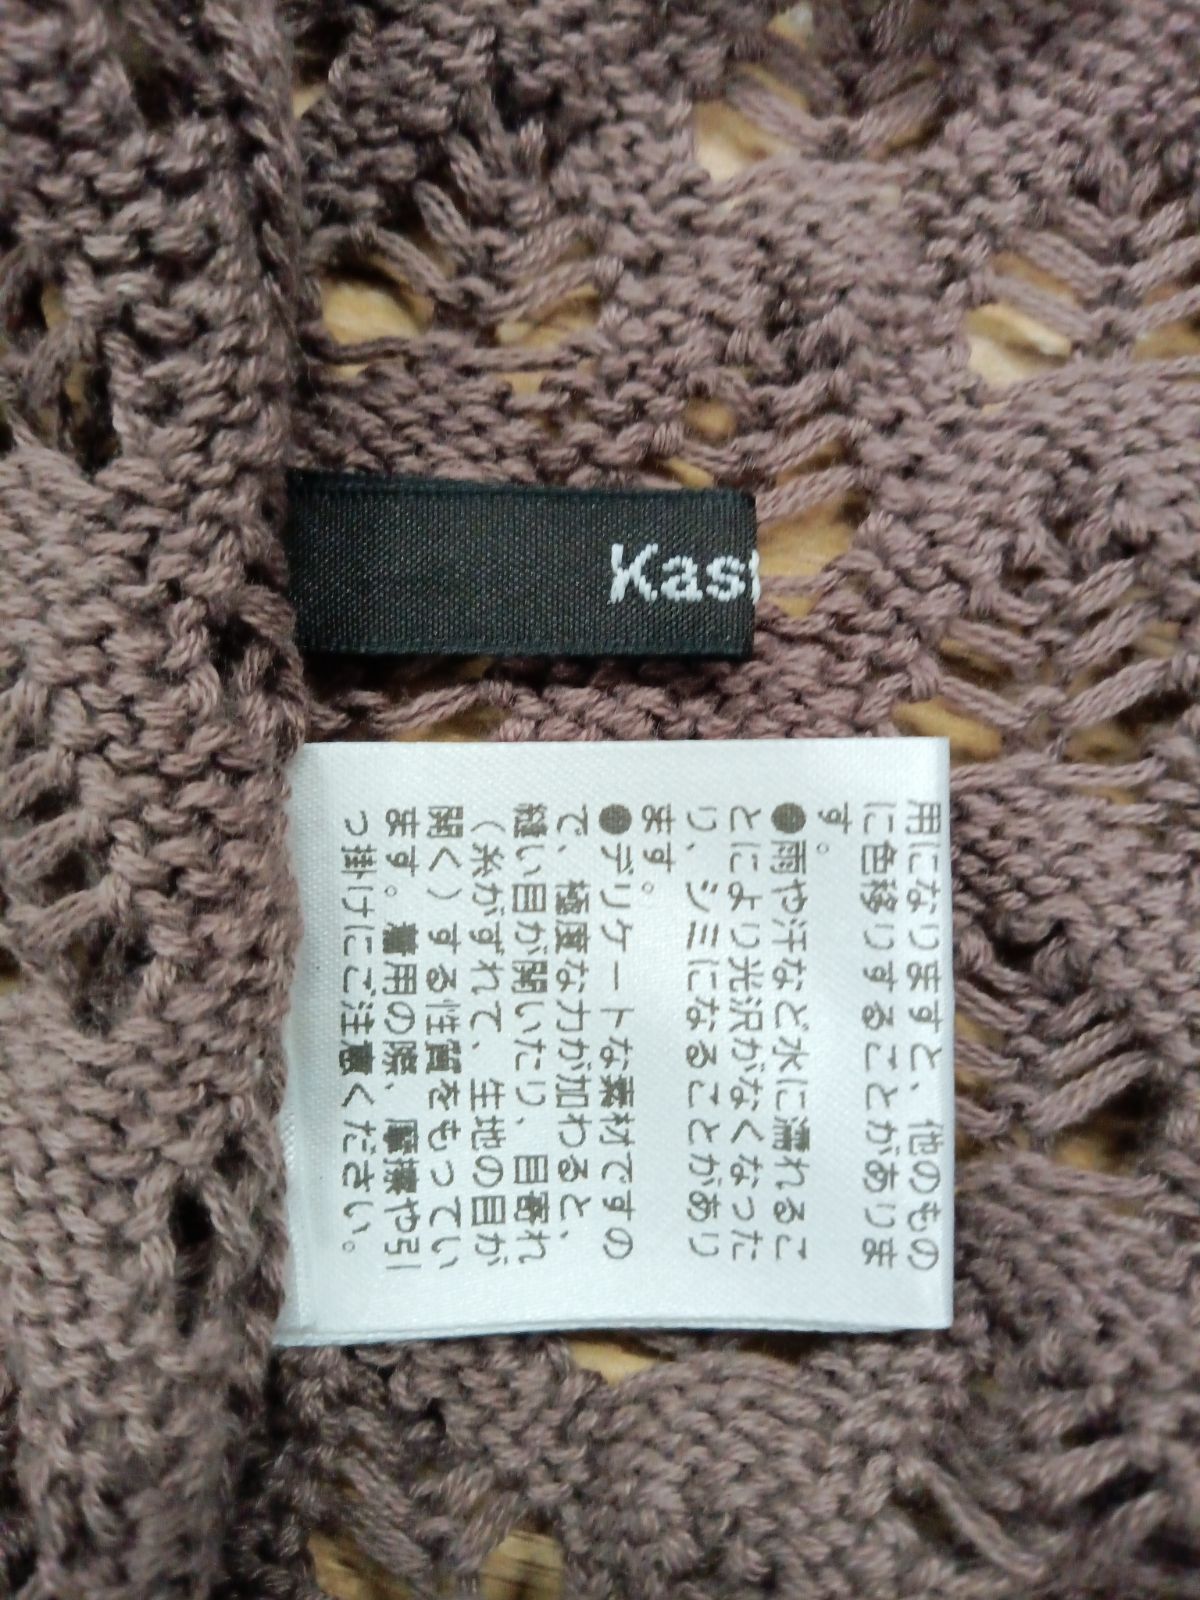 Kas
用になりますと、他のもの
に色移りすることがありま
す。
●雨や汗など水に濡れるこ
とにより光沢がなくなった
り、シミになることがあり
ます。
●デリケートな素材ですの
で、極度な力が加わると、
縫い目が開いたり、目寄れ
（糸がずれて、生地の目が
開く）する性質をもってい
ます。着用の際、摩擦や引
っ掛けにご注意ください。